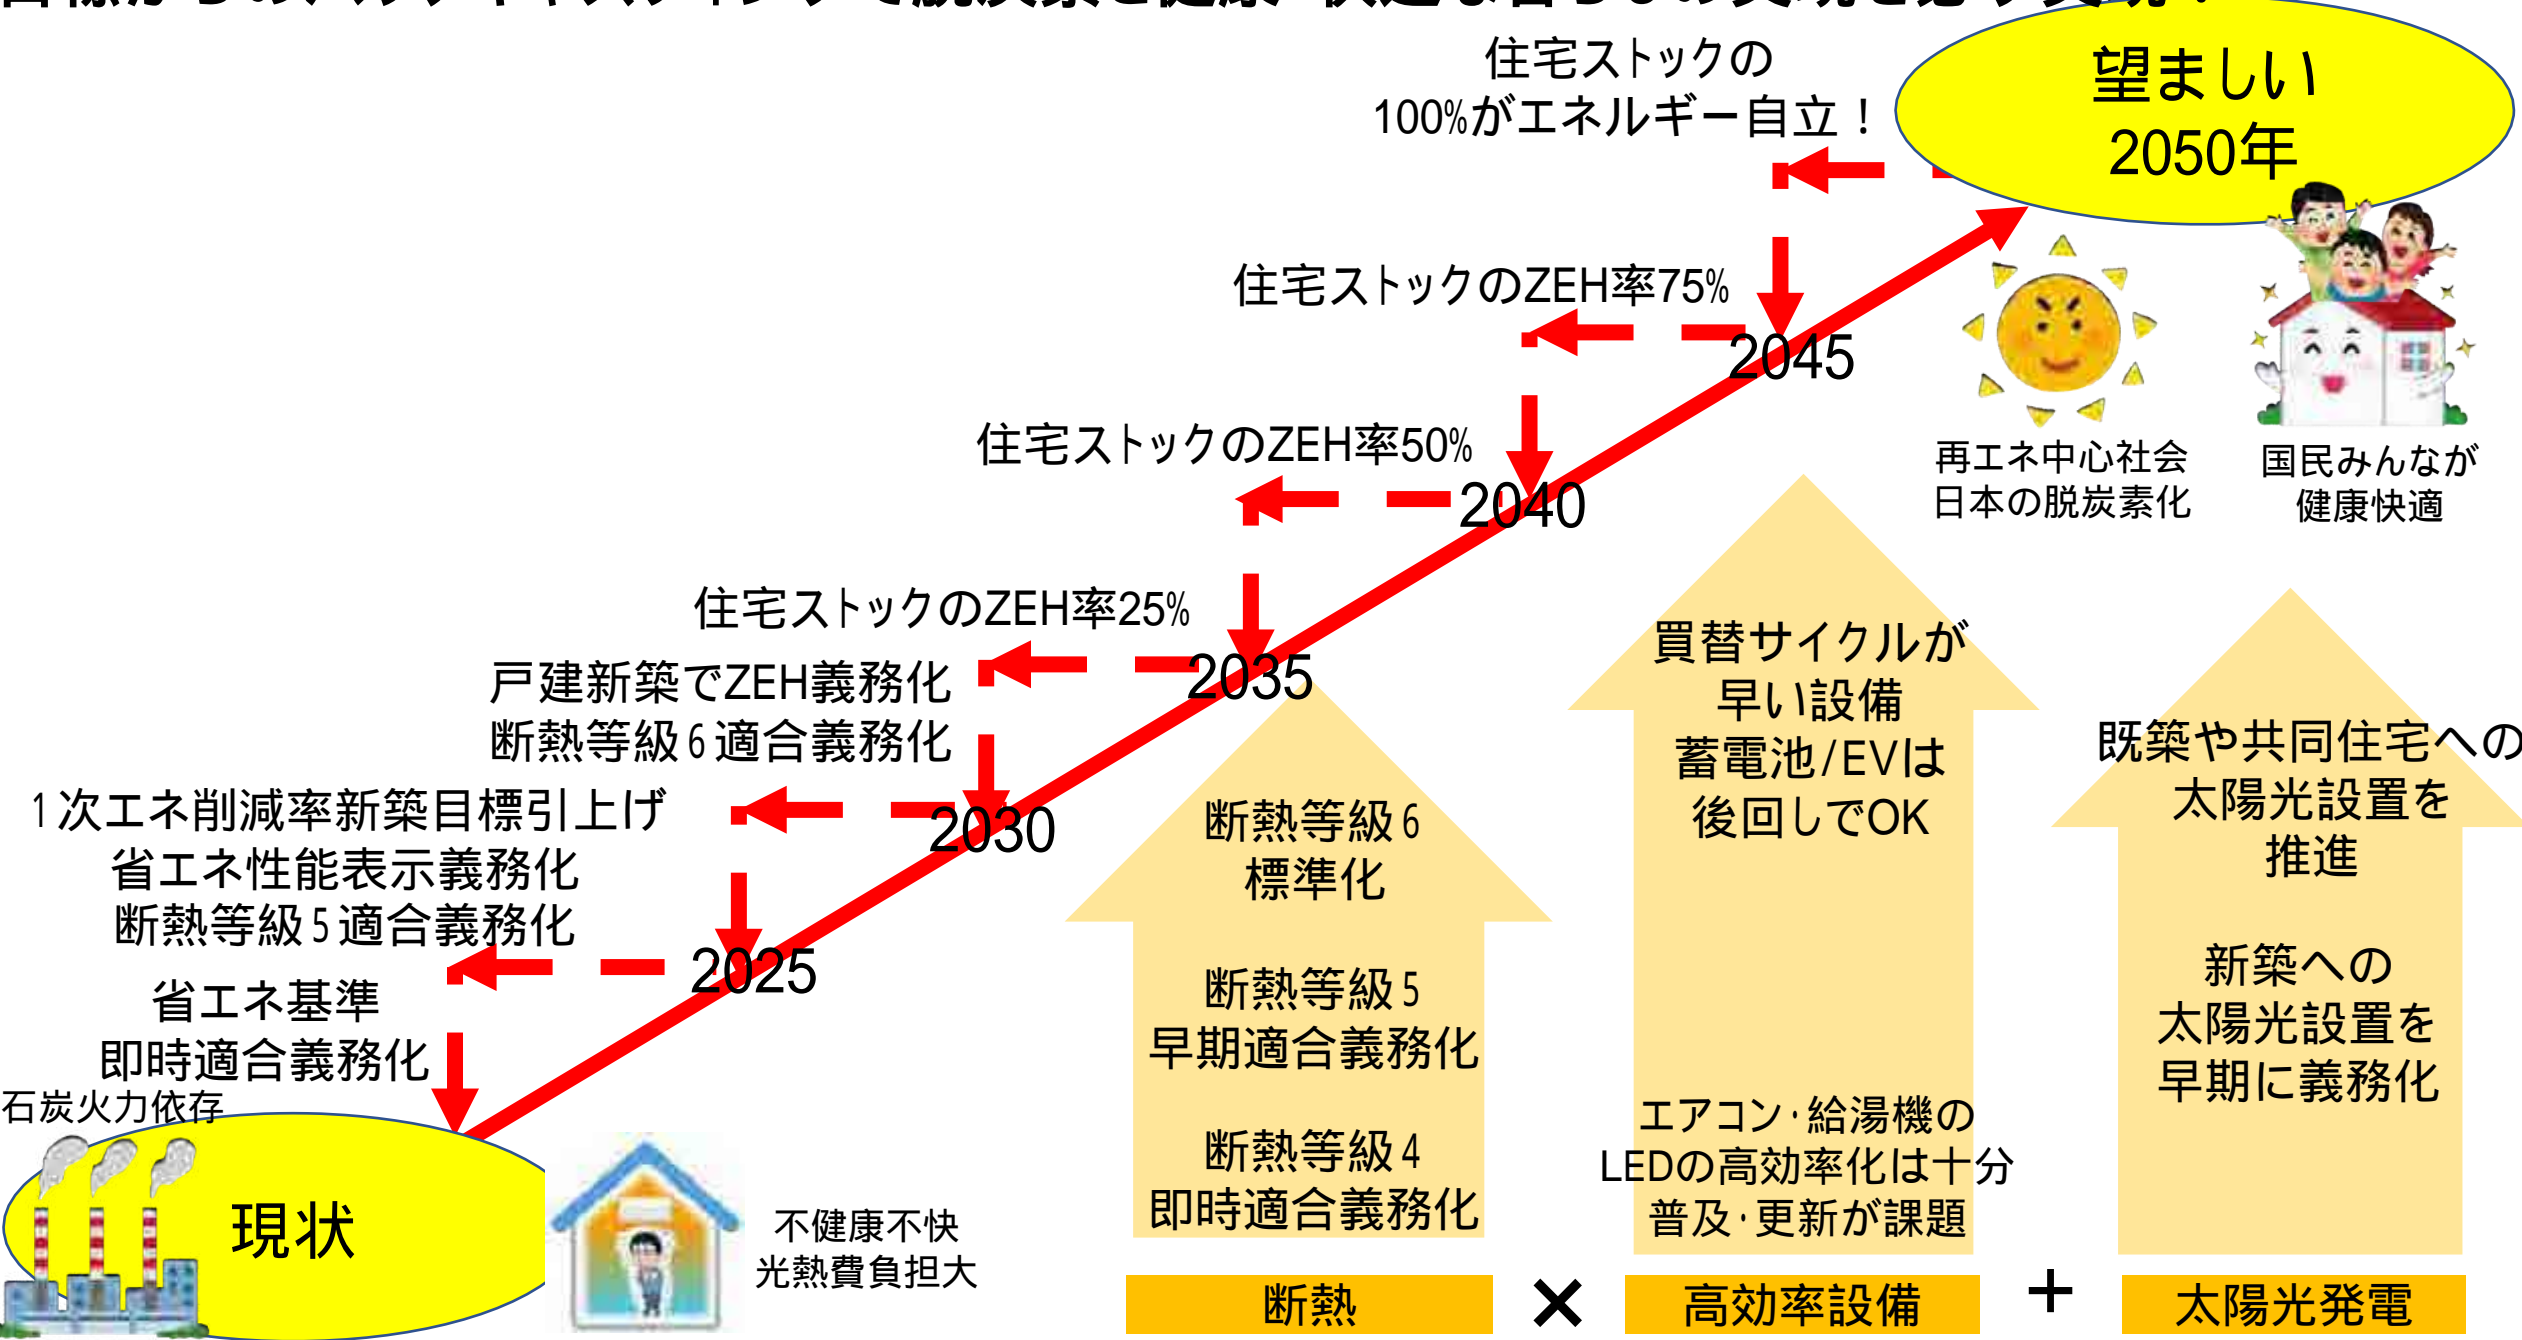 住宅ストックの
100%がエネルギー自立！
望ましい
2050年
住宅ストックのZEH率75%
2045
再エネ中心社会
日本の脱炭素化
国民みんなが
健康快適
住宅ストックのZEH率50%
2040
住宅ストックのZEH率25%
2035
戸建新築でZEH義務化
断熱等級6適合義務化
2030
1次エネ削減率新築目標引上げ
省エネ性能表示義務化
断熱等級5適合義務化
2025
省エネ基準
即時適合義務化
石炭火力依存
現状
不健康不快
光熱費負担大
断熱等級6
標準化
断熱等級5
早期適合義務化
断熱等級4
即時適合義務化
断熱
×
買替サイクルが
早い設備
蓄電池/EVは
後回しでOK
エアコン・給湯機の
LEDの高効率化は十分
普及・更新が課題
高効率設備
+
既築や共同住宅への
太陽光設置を
推進
新築への
太陽光設置を
早期に義務化
太陽光発電